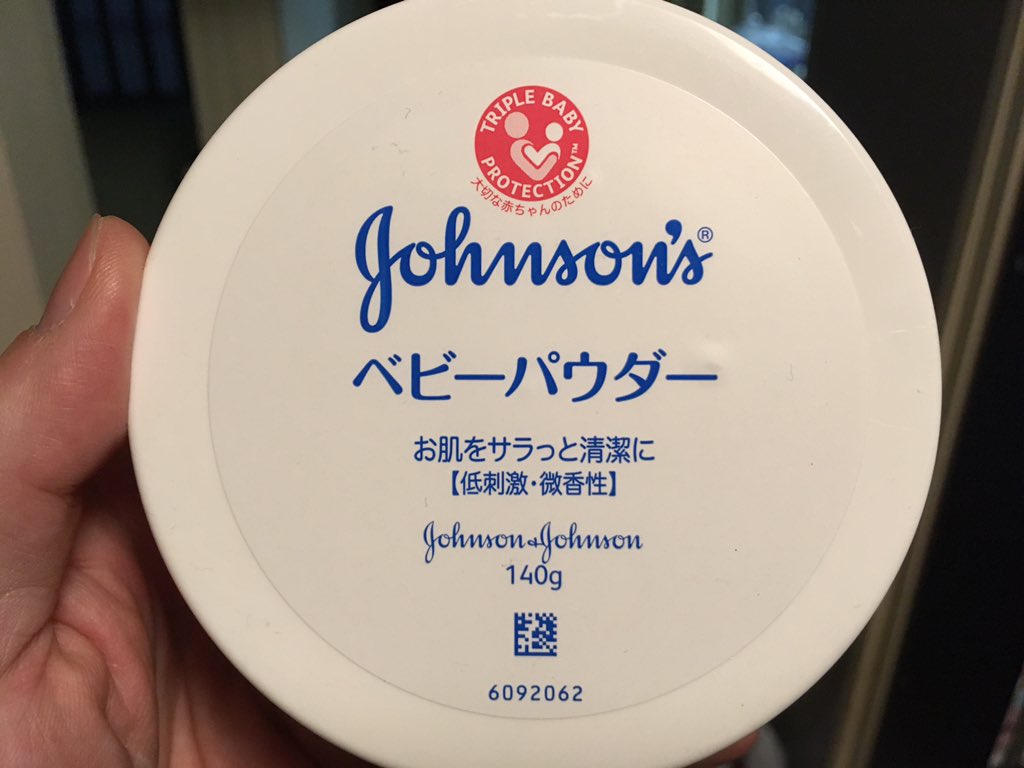 TRIPLE BABY
PROTECTION™
大切な赤ちゃんのために
Johnson's®
ベビーパウダー
お肌をサラっと清潔に
【低刺激・微香性】
Johnson&Johnson
140g
6092062